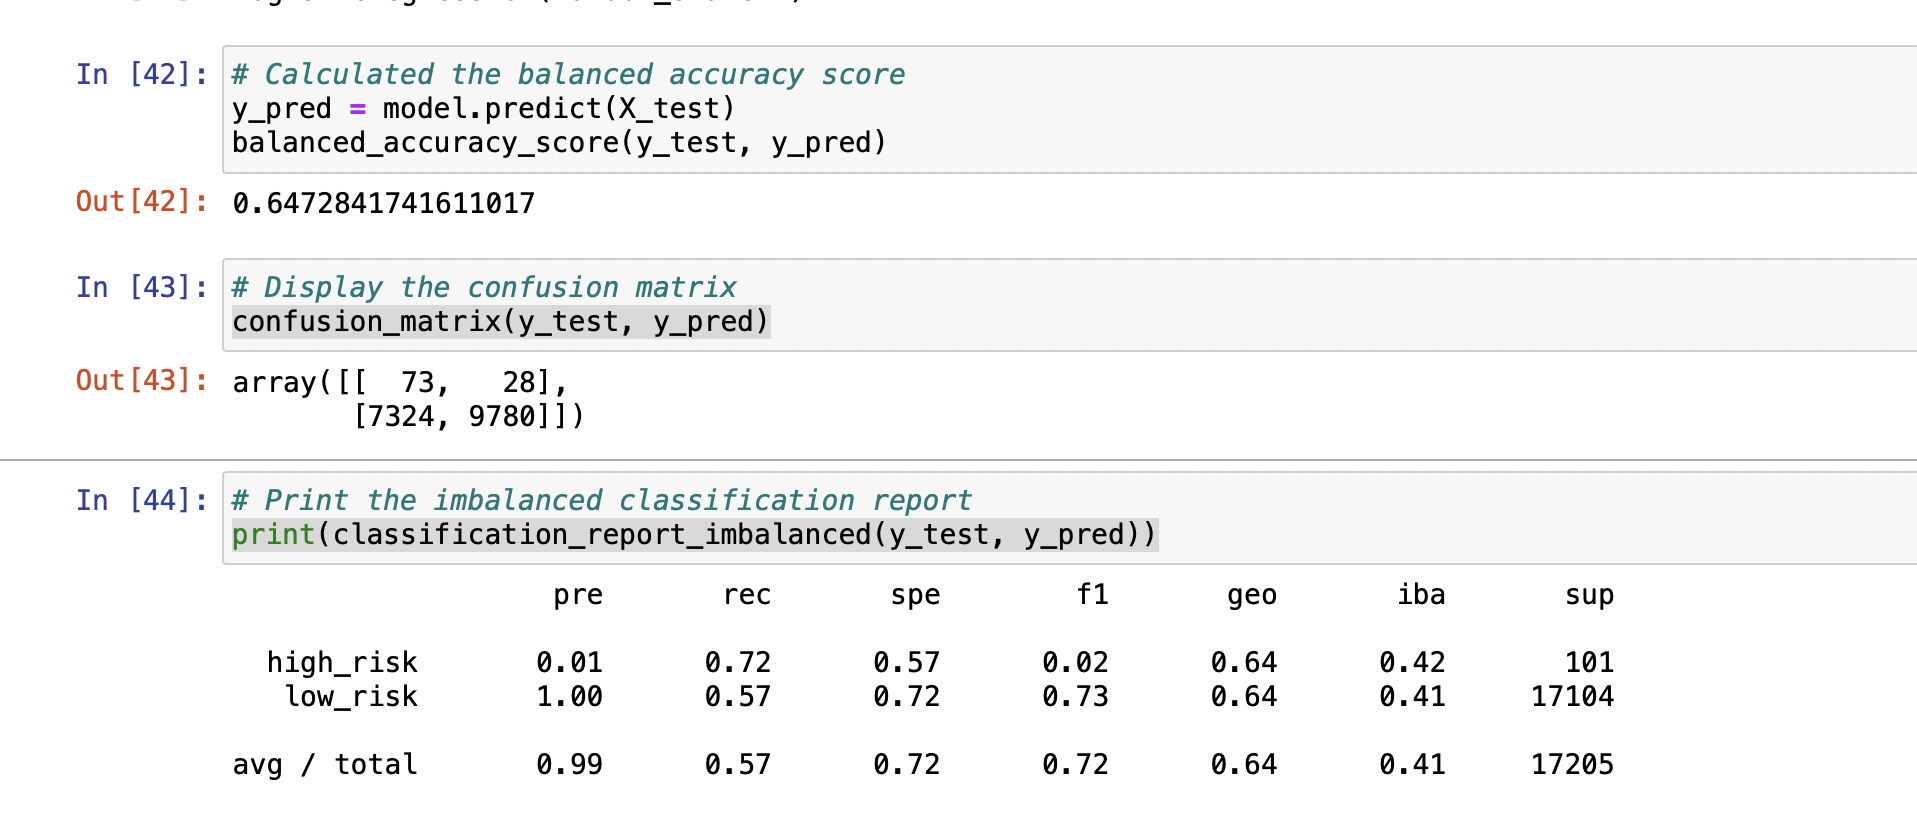 In [42]: # Calculated the balanced accuracy score
y_pred = model.predict(X_test)
balanced_accuracy_score(y_test, y_pred)
Out[42]: 0.6472841741611017
In [43]: # Display the confusion matrix
confusion_matrix(y_test, y_pred)
Out[43]: array([[  73,   28],
       [7324, 9780]])
In [44]: # Print the imbalanced classification report
print(classification_report_imbalanced(y_test, y_pred))
pre rec spe f1 geo iba sup
high_risk 0.01 0.72 0.57 0.02 0.64 0.42 101
low_risk 1.00 0.57 0.72 0.73 0.64 0.41 17104
avg / total 0.99 0.57 0.72 0.72 0.64 0.41 17205